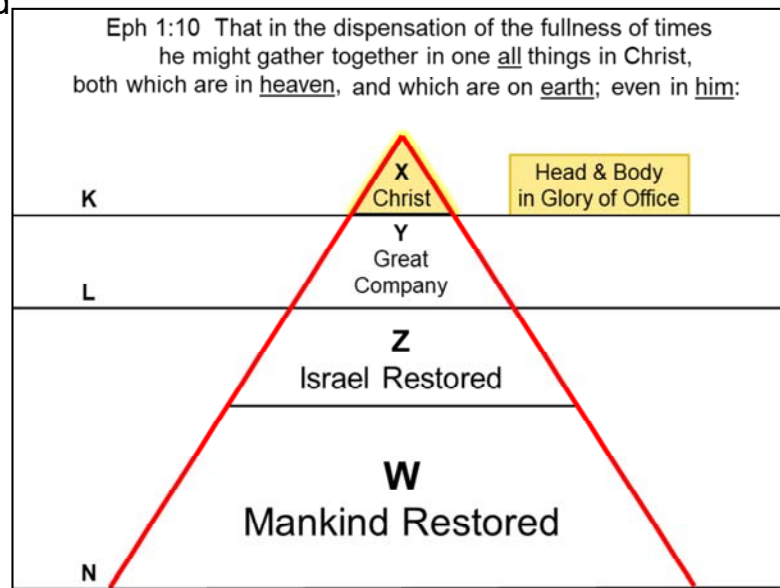 d
Eph 1:10 That in the dispensation of the fullness of times
he might gather together in one all things in Christ,
both which are in heaven, and which are on earth; even in him:
X
Christ
Head & Body
in Glory of Office
K
Y
Great
Company
L
Z
Israel Restored
W
Mankind Restored
N